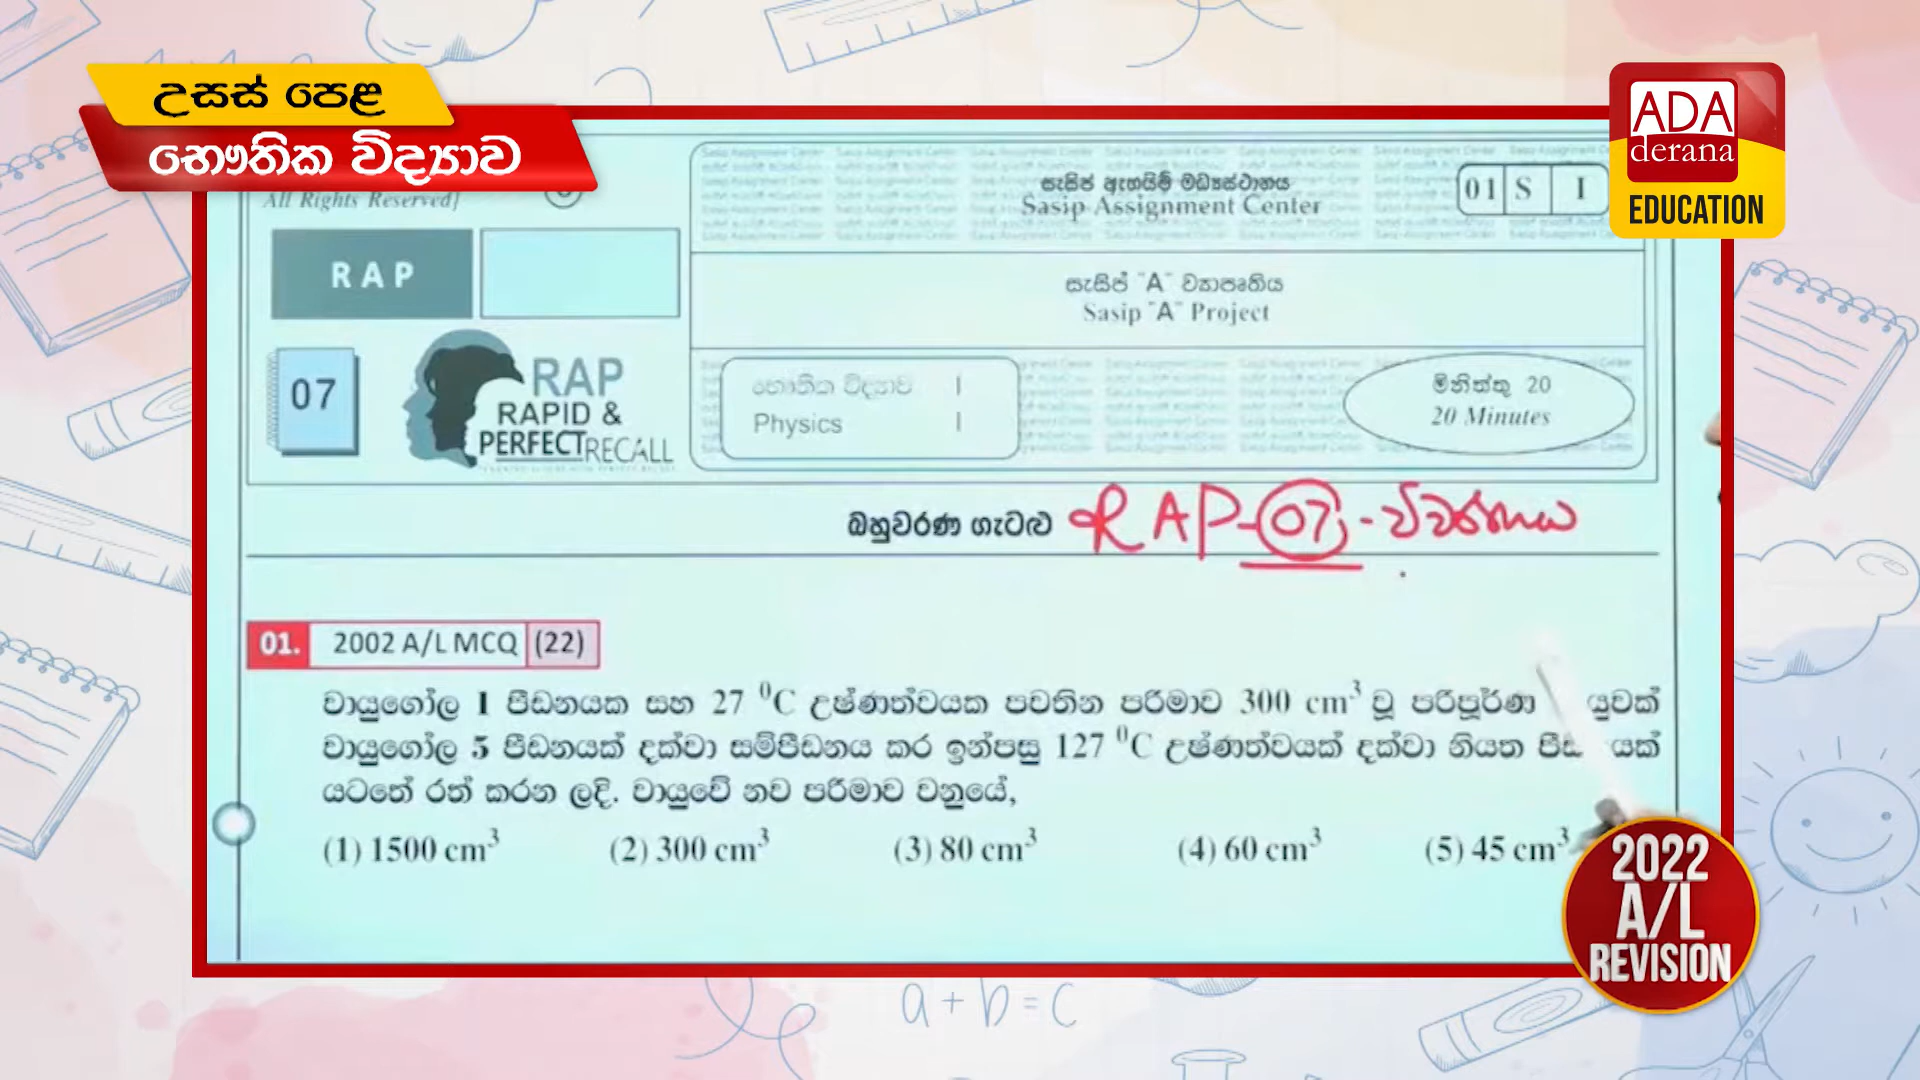 උසස් පෙළ
භෞතික විද්‍යාව
ADA
derana
EDUCATION
All Rights Reserved]
සැසිප් ඇගයීම් මධ්‍යස්ථානය
Sasip Assignment Center
01 S I
RAP
සැසිප් "A" ව්‍යාපෘතිය
Sasip "A" Project
07
RAP
RAPID &
PERFECT RECALL
භෞතික විද්‍යාව I
Physics I
මිනිත්තු 20
20 Minutes
බහුවරණ ගැටළු RAP-07-විවරණය
01. 2002 A/L MCQ (22)
වායුගෝල 1 පීඩනයක සහ 27 ⁰C උෂ්ණත්වයක පවතින පරිමාව 300 cm³ වූ පරිපූර්ණ යුවක්
වායුගෝල 5 පීඩනයක් දක්වා සම්පීඩනය කර ඉන්පසු 127 ⁰C උෂ්ණත්වයක් දක්වා නියත පීඩ යක්
යටතේ රත් කරන ලදි. වායුවේ නව පරිමාව වනුයේ,
(1) 1500 cm³ (2) 300 cm³ (3) 80 cm³ (4) 60 cm³ (5) 45 cm³
2022
A/L
REVISION
a + b = c